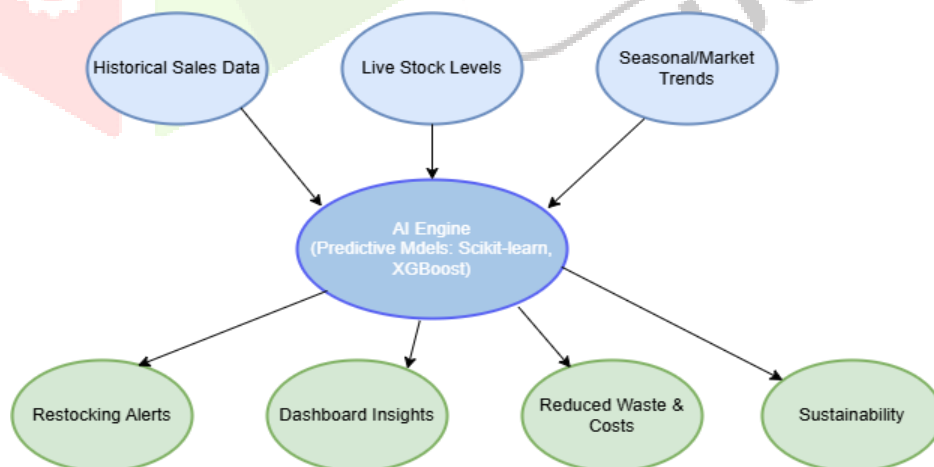 Historical Sales Data
Live Stock Levels
Seasonal/Market
Trends
AI Engine
(Predictive Mdels: Scikit-learn,
XGBoost)
Restocking Alerts
Dashboard Insights
Reduced Waste &
Costs
Sustainability